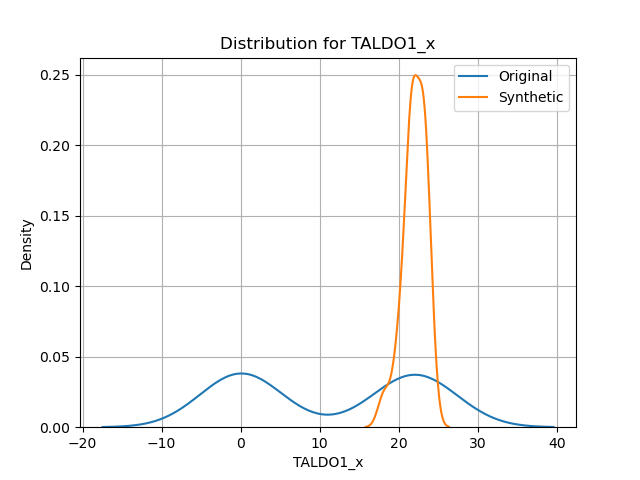 Distribution for TALDO1_x
Original
Synthetic
Density
0.25
0.20
0.15
0.10
0.05
0.00
−20 −10 0 10 20 30 40
TALDO1_x